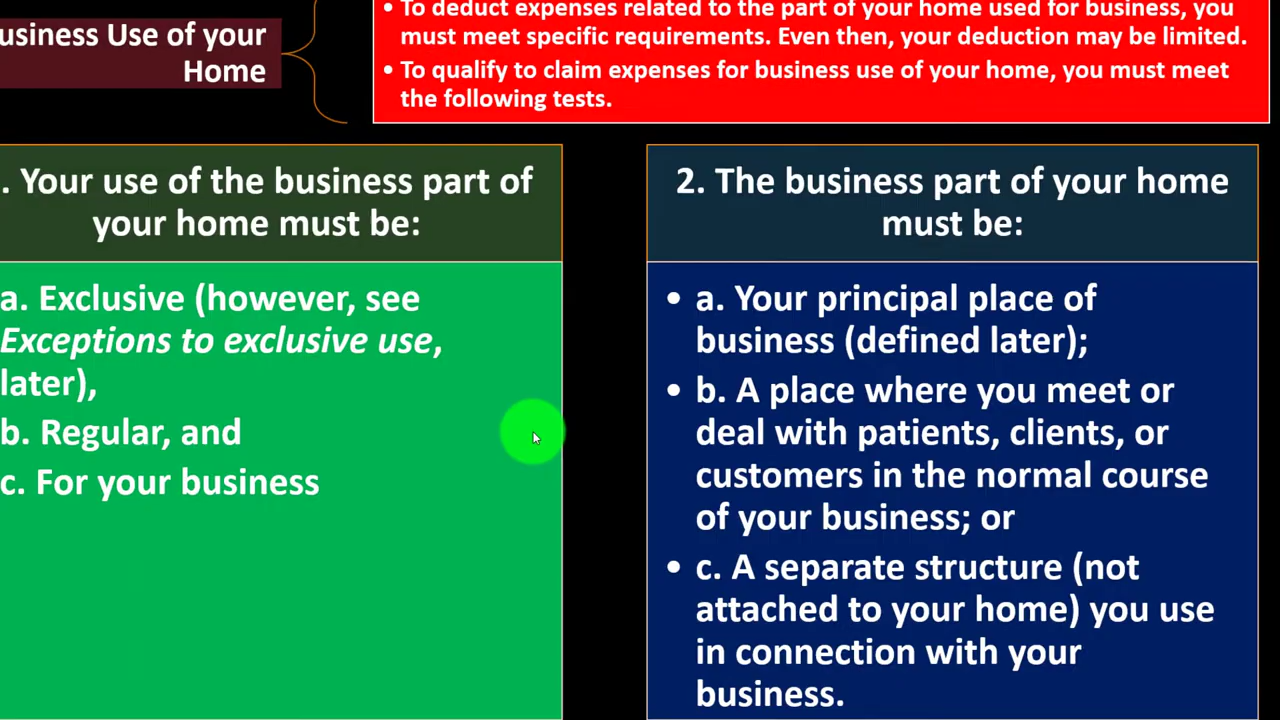 usiness Use of your
Home
• To deduct expenses related to the part of your home used for business, you
must meet specific requirements. Even then, your deduction may be limited.
• To qualify to claim expenses for business use of your home, you must meet
the following tests.
. Your use of the business part of
your home must be:
a. Exclusive (however, see
Exceptions to exclusive use,
later),
b. Regular, and
c. For your business
2. The business part of your home
must be:
• a. Your principal place of
business (defined later);
• b. A place where you meet or
deal with patients, clients, or
customers in the normal course
of your business; or
• c. A separate structure (not
attached to your home) you use
in connection with your
business.